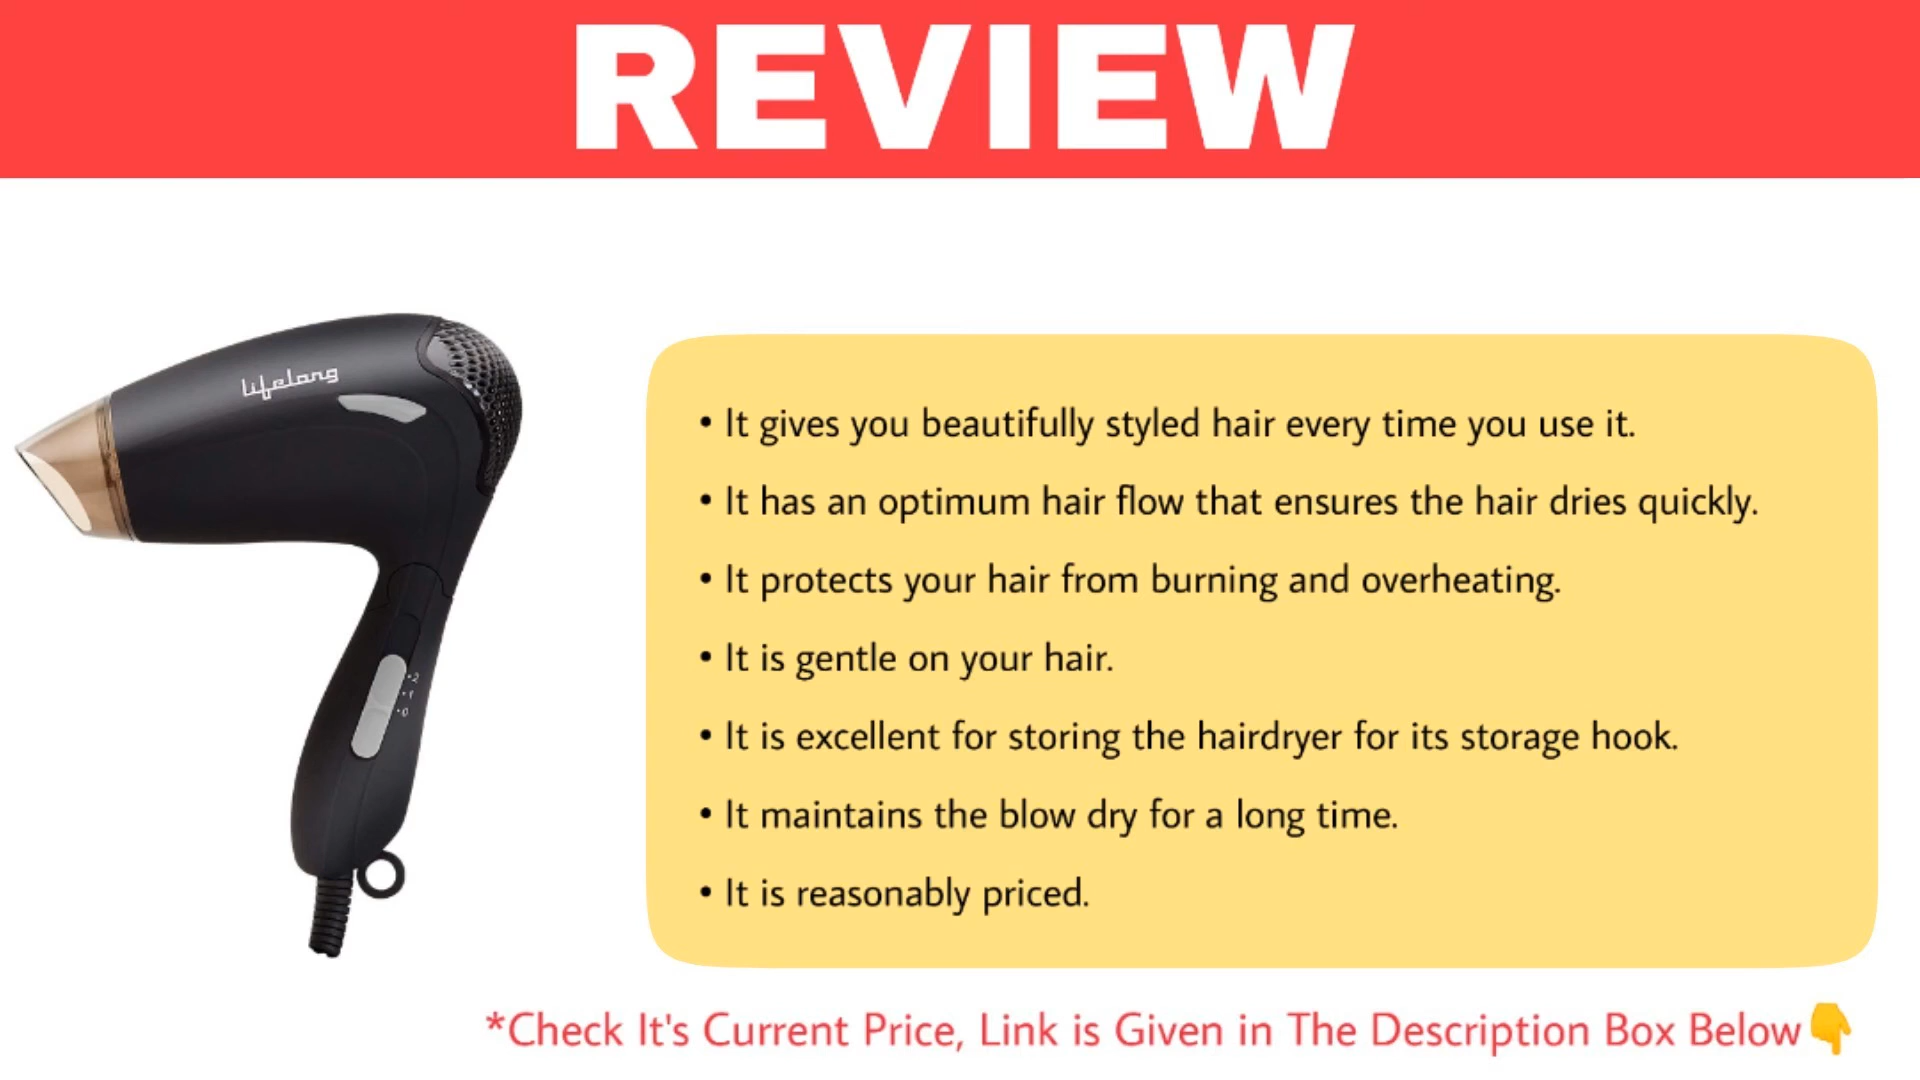 REVIEW
lifelong
• It gives you beautifully styled hair every time you use it.
• It has an optimum hair flow that ensures the hair dries quickly.
• It protects your hair from burning and overheating.
• It is gentle on your hair.
•2
•1
•0
• It is excellent for storing the hairdryer for its storage hook.
• It maintains the blow dry for a long time.
• It is reasonably priced.
*Check It's Current Price, Link is Given in The Description Box Below👇